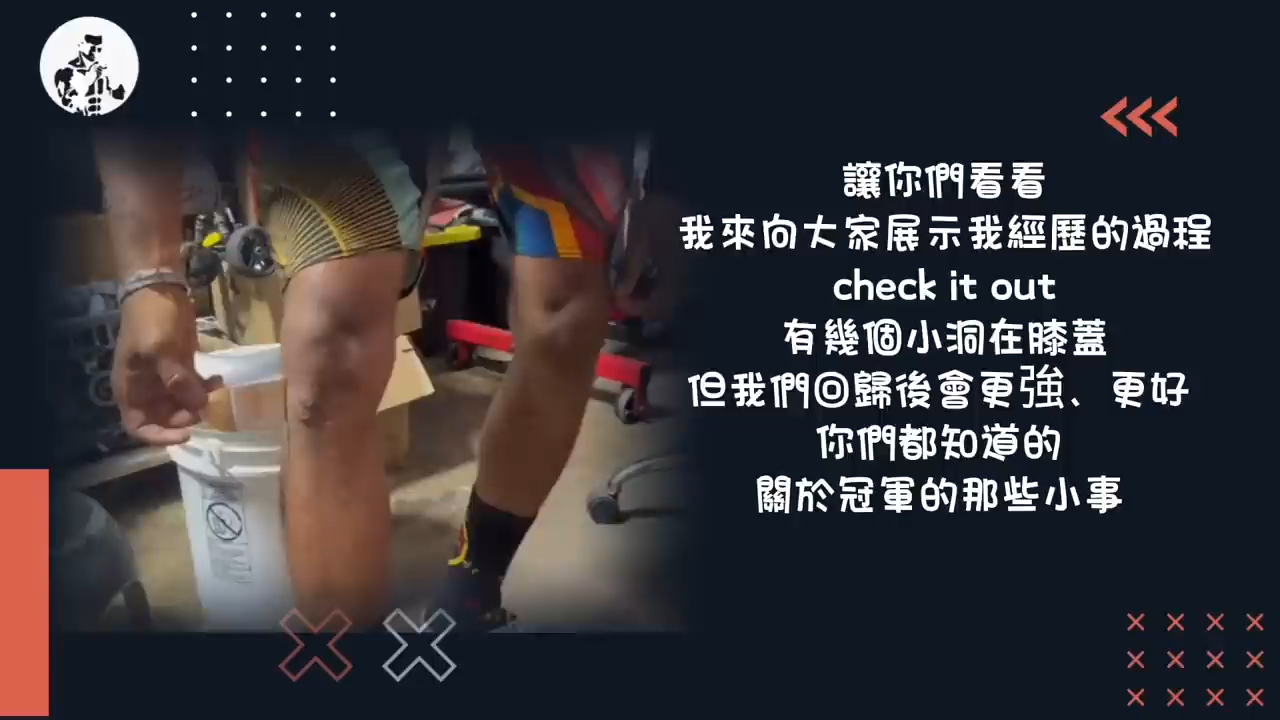 讓你們看看
我來向大家展示我經歷的過程
check it out
有幾個小洞在膝蓋
但我們回歸後會更強、更好
你們都知道的
關於冠軍的那些小事